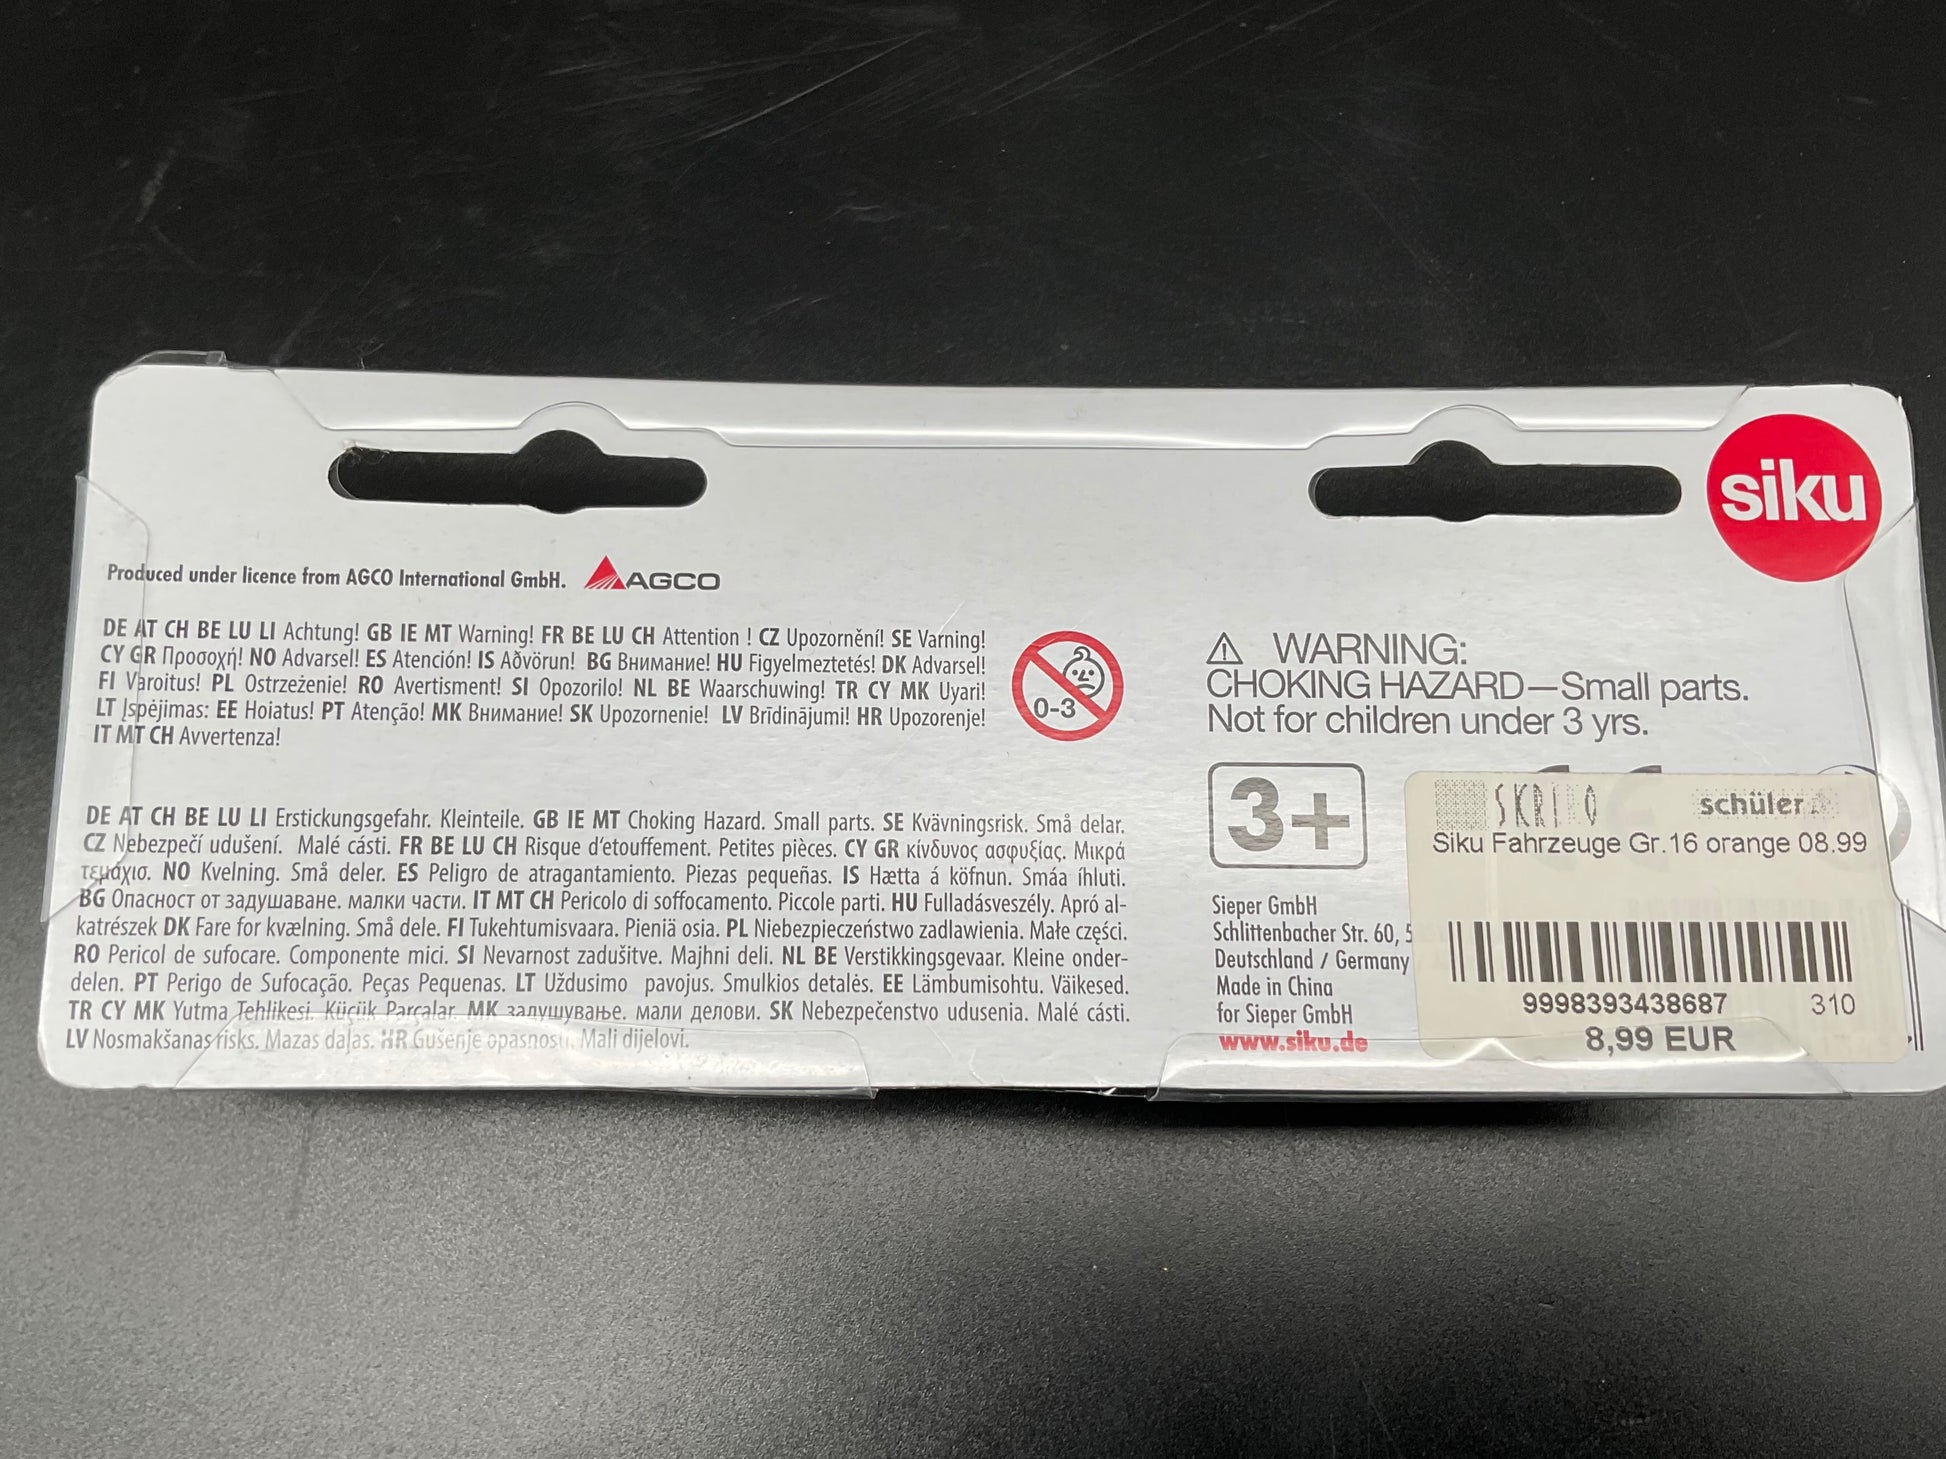 siku
Produced under licence from AGCO International GmbH. AGCO
DE AT CH BE LU LI Achtung! GB IE MT Warning! FR BE LU CH Attention ! CZ Upozornění! SE Varning!
CY GR Προσοχή! NO Advarsel! ES Atención! IS Aðvörun! BG Внимание! HU Figyelmeztetés! DK Advarsel!
FI Varoitus! PL Ostrzeżenie! RO Avertisment! SI Opozorilo! NL BE Waarschuwing! TR CY MK Uyari!
LT Įspėjimas: EE Hoiatus! PT Atenção! MK Внимание! SK Upozornenie! LV Brīdinājumi! HR Upozorenje!
IT MT CH Avvertenza!
0-3
DE AT CH BE LU LI Erstickungsgefahr. Kleinteile. GB IE MT Choking Hazard. Small parts. SE Kvävningsrisk. Små delar.
CZ Nebezpečí udušení. Malé cásti. FR BE LU CH Risque d'etouffement. Petites pièces. CY GR κίνδυνος ασφυξίας. Μικρά
τεμάχιο. NO Kvelning. Små deler. ES Peligro de atragantamiento. Piezas pequeñas. IS Hætta á köfnun. Smáa íhluti.
BG Опасност от задушаване. малки части. IT MT CH Pericolo di soffocamento. Piccole parti. HU Fulladásveszély. Apró al-
katrészek DK Fare for kvælning. Små dele. FI Tukehtumisvaara. Pieniä osia. PL Niebezpieczeństwo zadlawienia. Małe części.
RO Pericol de sufocare. Componente mici. SI Nevarnost zadušitve. Majhni deli. NL BE Verstikkingsgevaar. Kleine onder-
delen. PT Perigo de Sufocação. Peças Pequenas. LT Uždusimo pavojus. Smulkios detalės. EE Lämbumisohtu. Väikesed.
TR CY MK Yutma Tehlikesi. Küçük Parçalar. MK задушување. мали делови. SK Nebezpečenstvo udusenia. Malé cásti.
LV Nosmakšanas risks. Mazas daļas. HR Gušenje opasnosti. Mali dijelovi.
WARNING:
CHOKING HAZARD—Small parts.
Not for children under 3 yrs.
3+
Sieper GmbH
Schlittenbacher Str. 60, 5
Deutschland / Germany
Made in China
for Sieper GmbH
www.siku.de
schüler
Siku Fahrzeuge Gr.16 orange 08.99
9998393438687 310
8,99 EUR